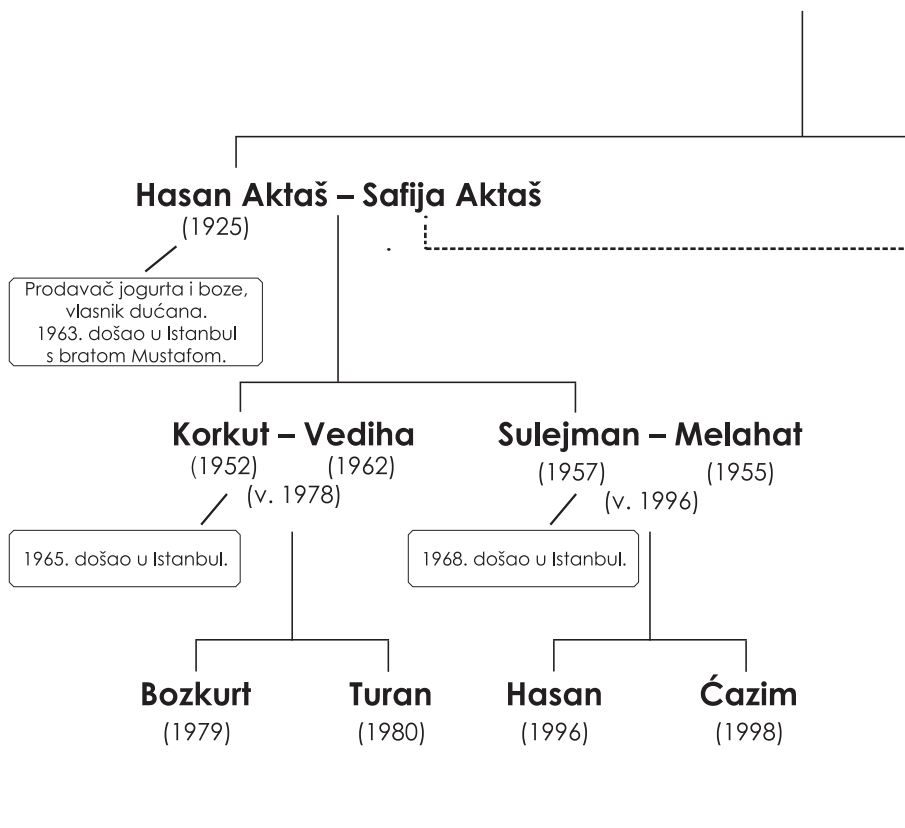 Hasan Aktaš – Safija Aktaš
(1925)
Prodavač jogurta i boze,
vlasnik dućana.
1963. došao u Istanbul
s bratom Mustafom.
Korkut – Vediha
(1952) (1962)
(v. 1978)
1965. došao u Istanbul.
Sulejman – Melahat
(1957) (1955)
(v. 1996)
1968. došao u Istanbul.
Bozkurt
(1979)
Turan
(1980)
Hasan
(1996)
Ćazim
(1998)